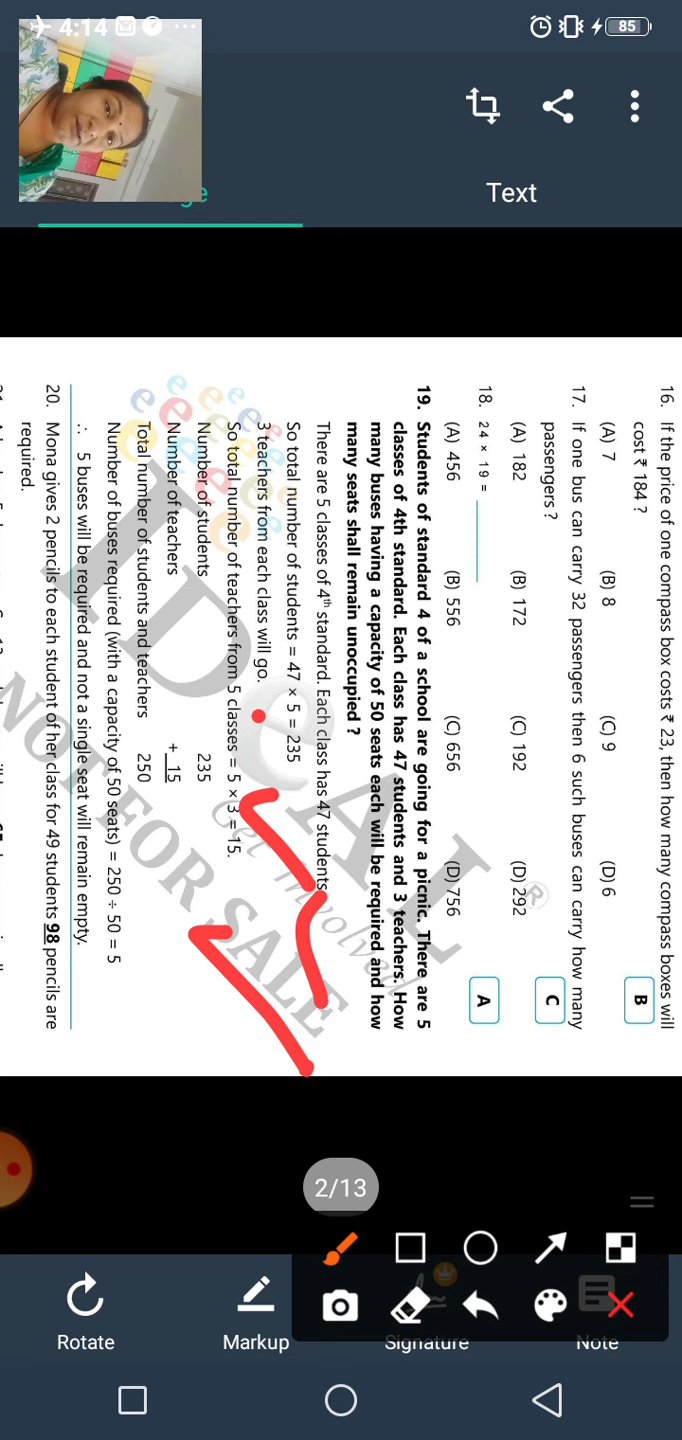 4:14
85
Text
16. If the price of one compass box costs ₹ 23, then how many compass boxes will
cost ₹ 184 ?
(A) 7 (B) 8 (C) 9 (D) 6
B
17. If one bus can carry 32 passengers then 6 such buses can carry how many
passengers ?
C
(A) 182 (B) 172 (C) 192 (D) 292
18. 24 × 19 = ______
A
(A) 456 (B) 556 (C) 656 (D) 756
19. Students of standard 4 of a school are going for a picnic. There are 5
classes of 4th standard. Each class has 47 students and 3 teachers. How
many buses having a capacity of 50 seats each will be required and how
many seats shall remain unoccupied ?
There are 5 classes of 4th standard. Each class has 47 students
So total number of students = 47 × 5 = 235
3 teachers from each class will go.
So total number of teachers from 5 classes = 5 × 3 = 15.
Number of students 235
Number of teachers + 15
Total number of students and teachers 250
Number of buses required (with a capacity of 50 seats) = 250 ÷ 50 = 5
∴ 5 buses will be required and not a single seat will remain empty.
20. Mona gives 2 pencils to each student of her class for 49 students 98 pencils are
required.
IDeAL
®
Get involved
NOT FOR SALE
2/13
Rotate
Markup
Signature
Note